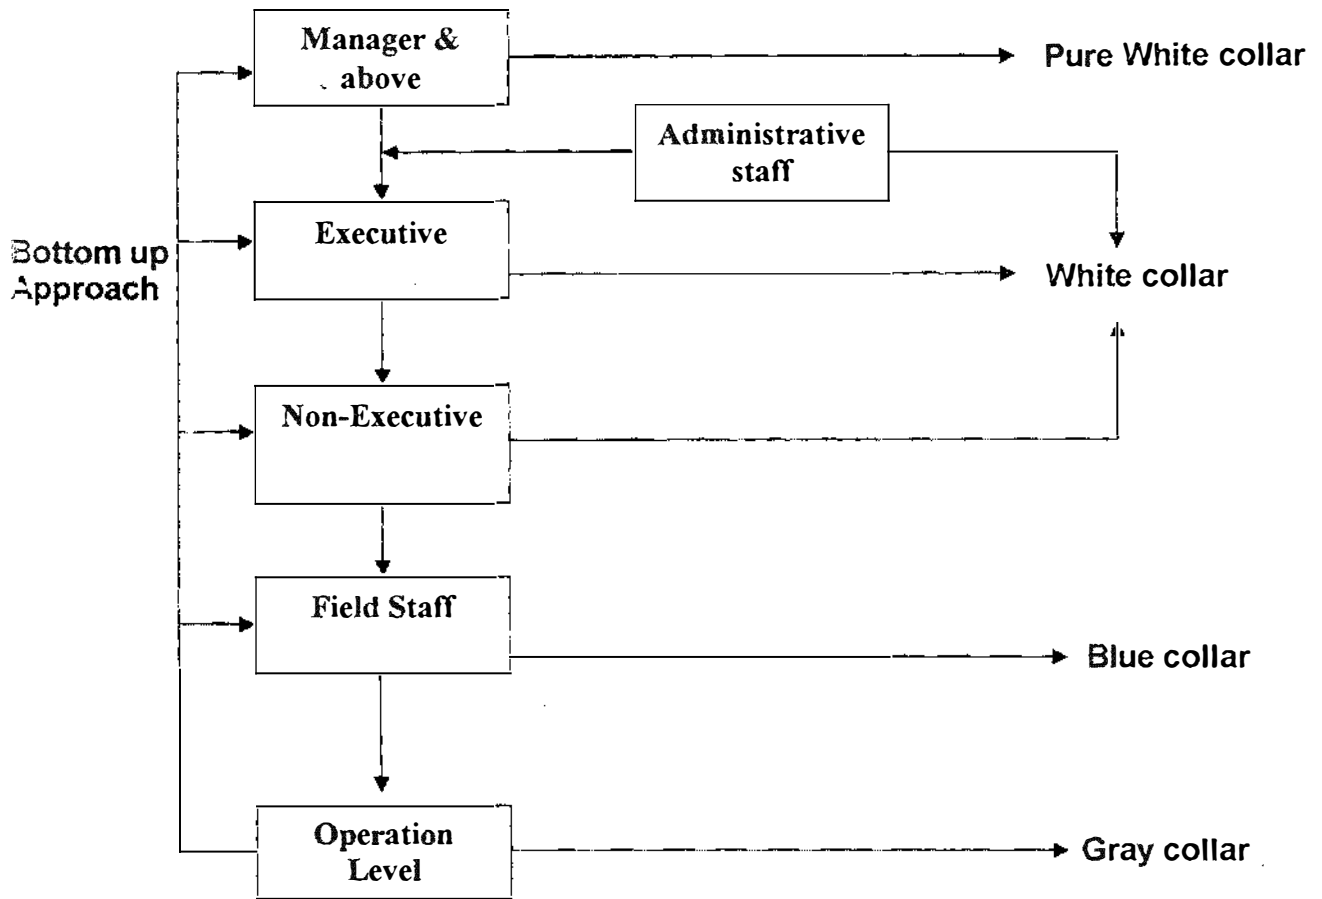 Manager &
above
Pure White collar
Administrative
staff
Executive
Bottom up
Approach
White collar
Non-Executive
Field Staff
Blue collar
Operation
Level
Gray collar